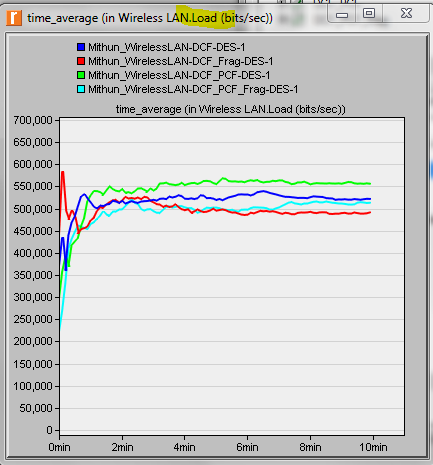 time_average (in Wireless LAN.Load (bits/sec))
Mithun_WirelessLAN-DCF-DES-1
Mithun_WirelessLAN-DCF_Frag-DES-1
Mithun_WirelessLAN-DCF_PCF-DES-1
Mithun_WirelessLAN-DCF_PCF_Frag-DES-1
time_average (in Wireless LAN.Load (bits/sec))
700,000
650,000
600,000
550,000
500,000
450,000
400,000
350,000
300,000
250,000
200,000
150,000
100,000
50,000
0
0min 2min 4min 6min 8min 10min